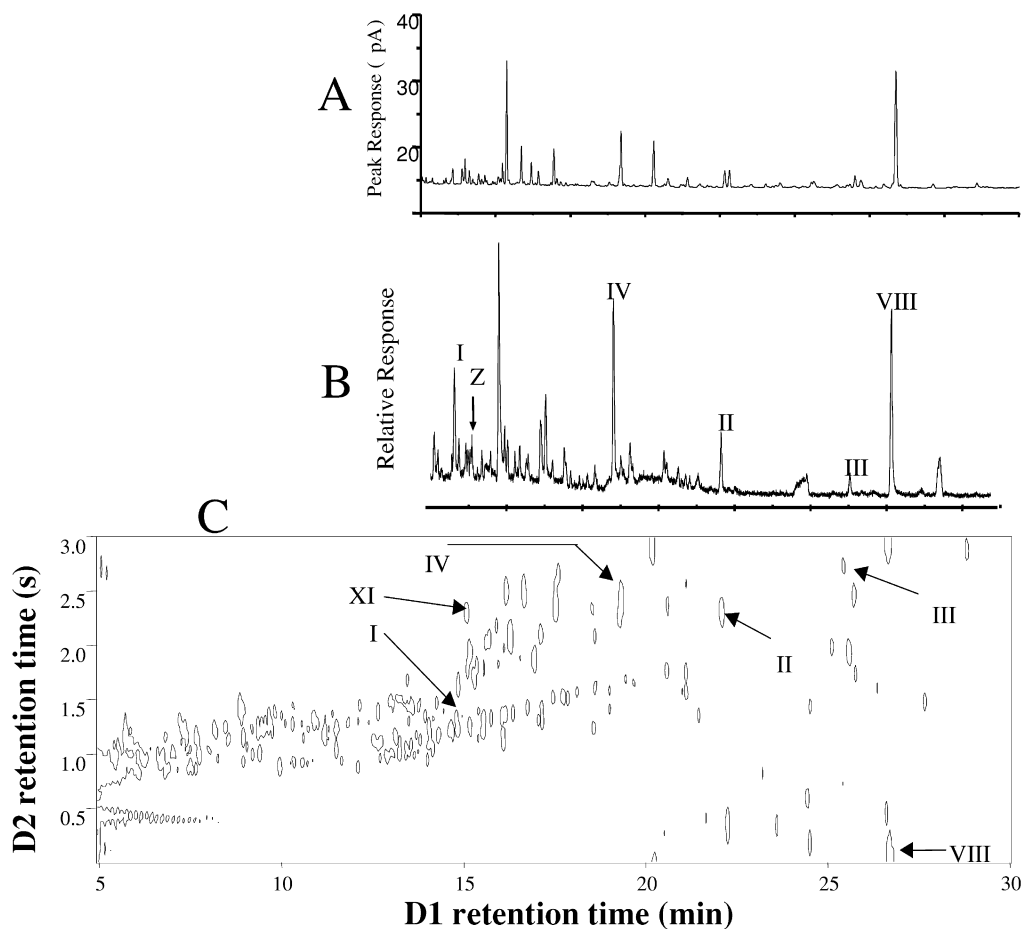 A
Peak Response ( pA)
40
30
20
B
Relative Response
I
Z
IV
II
III
VIII
C
D2 retention time (s)
3.0
2.5
2.0
1.5
1.0
0.5
IV
XI
I
III
II
VIII
5 10 15 20 25 30
D1 retention time (min)